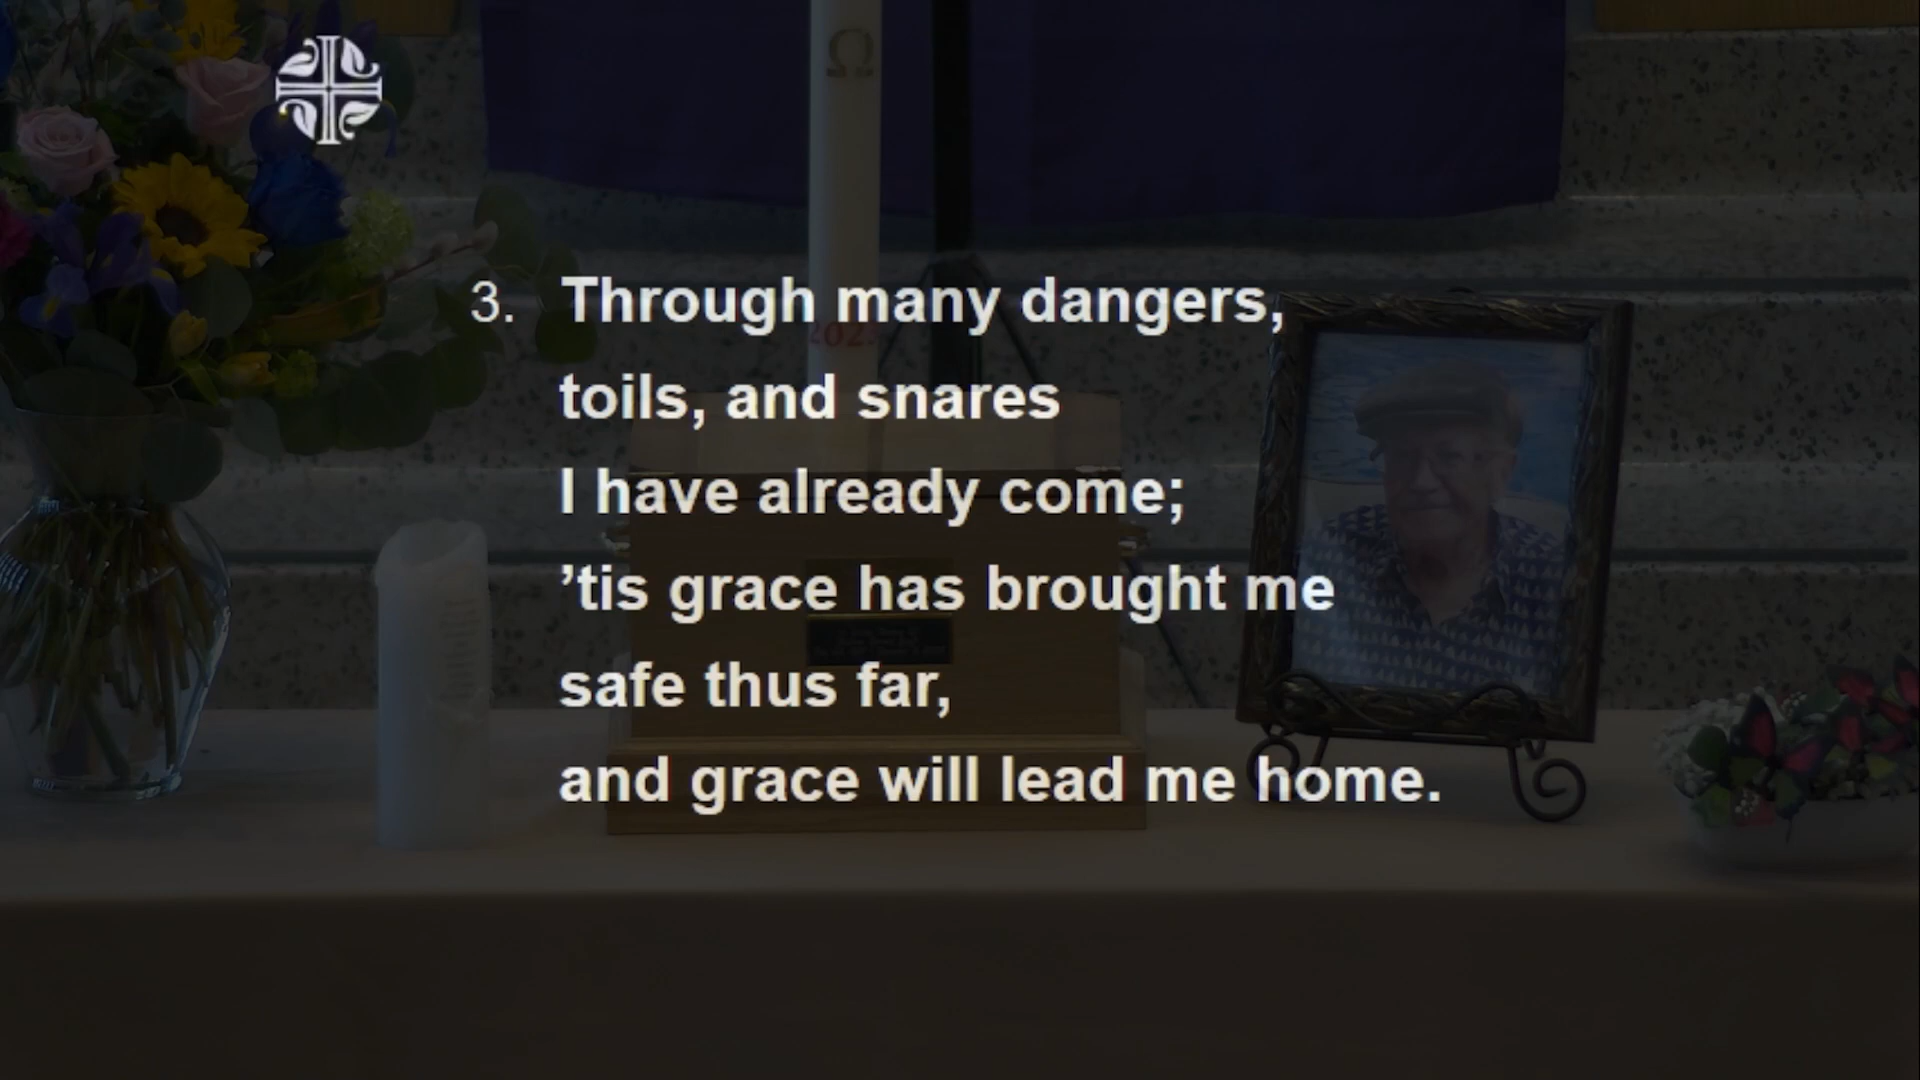 Ω
3. Through many dangers,
toils, and snares
I have already come;
’tis grace has brought me
safe thus far,
and grace will lead me home.